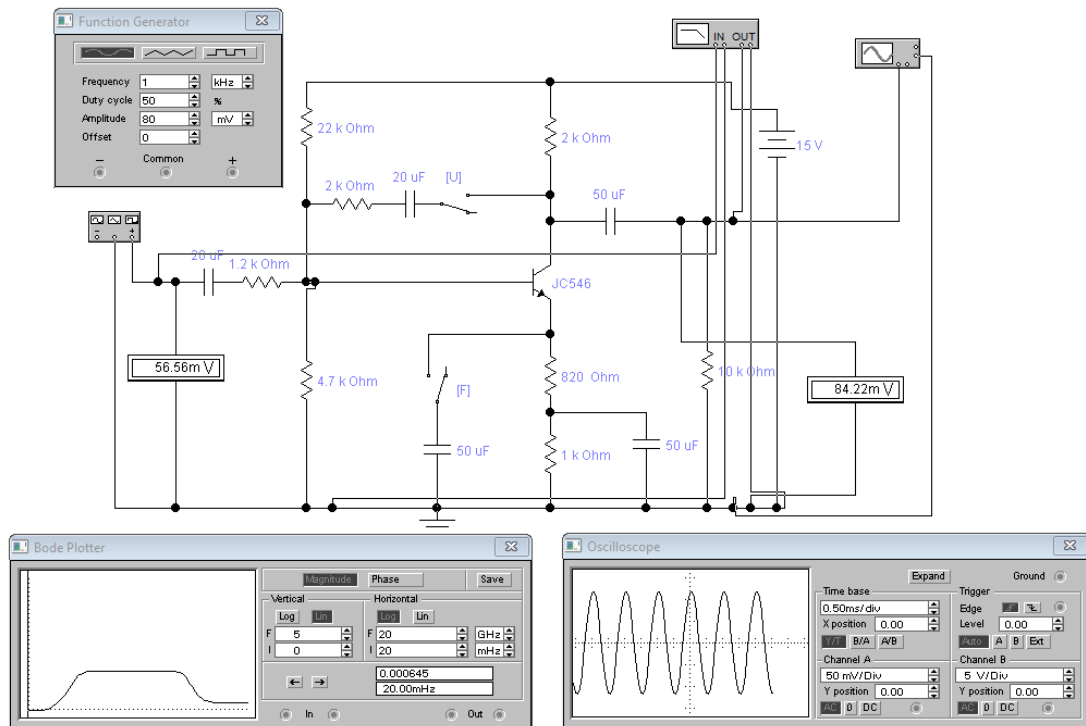 Function Generator
Frequency 1 kHz
Duty cycle 50 %
Amplitude 80 mV
Offset 0
− Common +
IN OUT
22 k Ohm
2 k Ohm
15 V
20 uF [U]
2 k Ohm
50 uF
− +
20 uF
1.2 k Ohm
JC546
56.56m V
4.7 k Ohm
820 Ohm
10 k Ohm
84.22m V
[F]
50 uF
1 k Ohm
50 uF
Bode Plotter
Magnitude Phase Save
Vertical Horizontal
Log Lin Log Lin
F 5 F 20 GHz
I 0 I 20 mHz
0.000645
20.00mHz
In Out
Oscilloscope
Expand Ground
Time base Trigger
0.50ms/div Edge
X position 0.00 Level 0.00
Y/T B/A A/B Auto A B Ext
Channel A Channel B
50 mV/Div 5 V/Div
Y position 0.00 Y position 0.00
AC 0 DC AC 0 DC